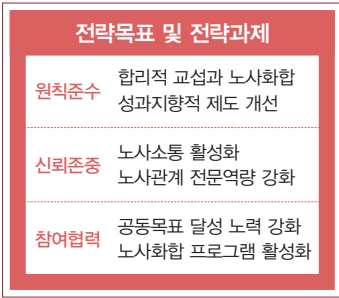 전략목표 및 전략과제
원칙준수
합리적 교섭과 노사화합
성과지향적 제도 개선
신뢰존중
노사소통 활성화
노사관계 전문역량 강화
참여협력
공동목표 달성 노력 강화
노사화합 프로그램 활성화